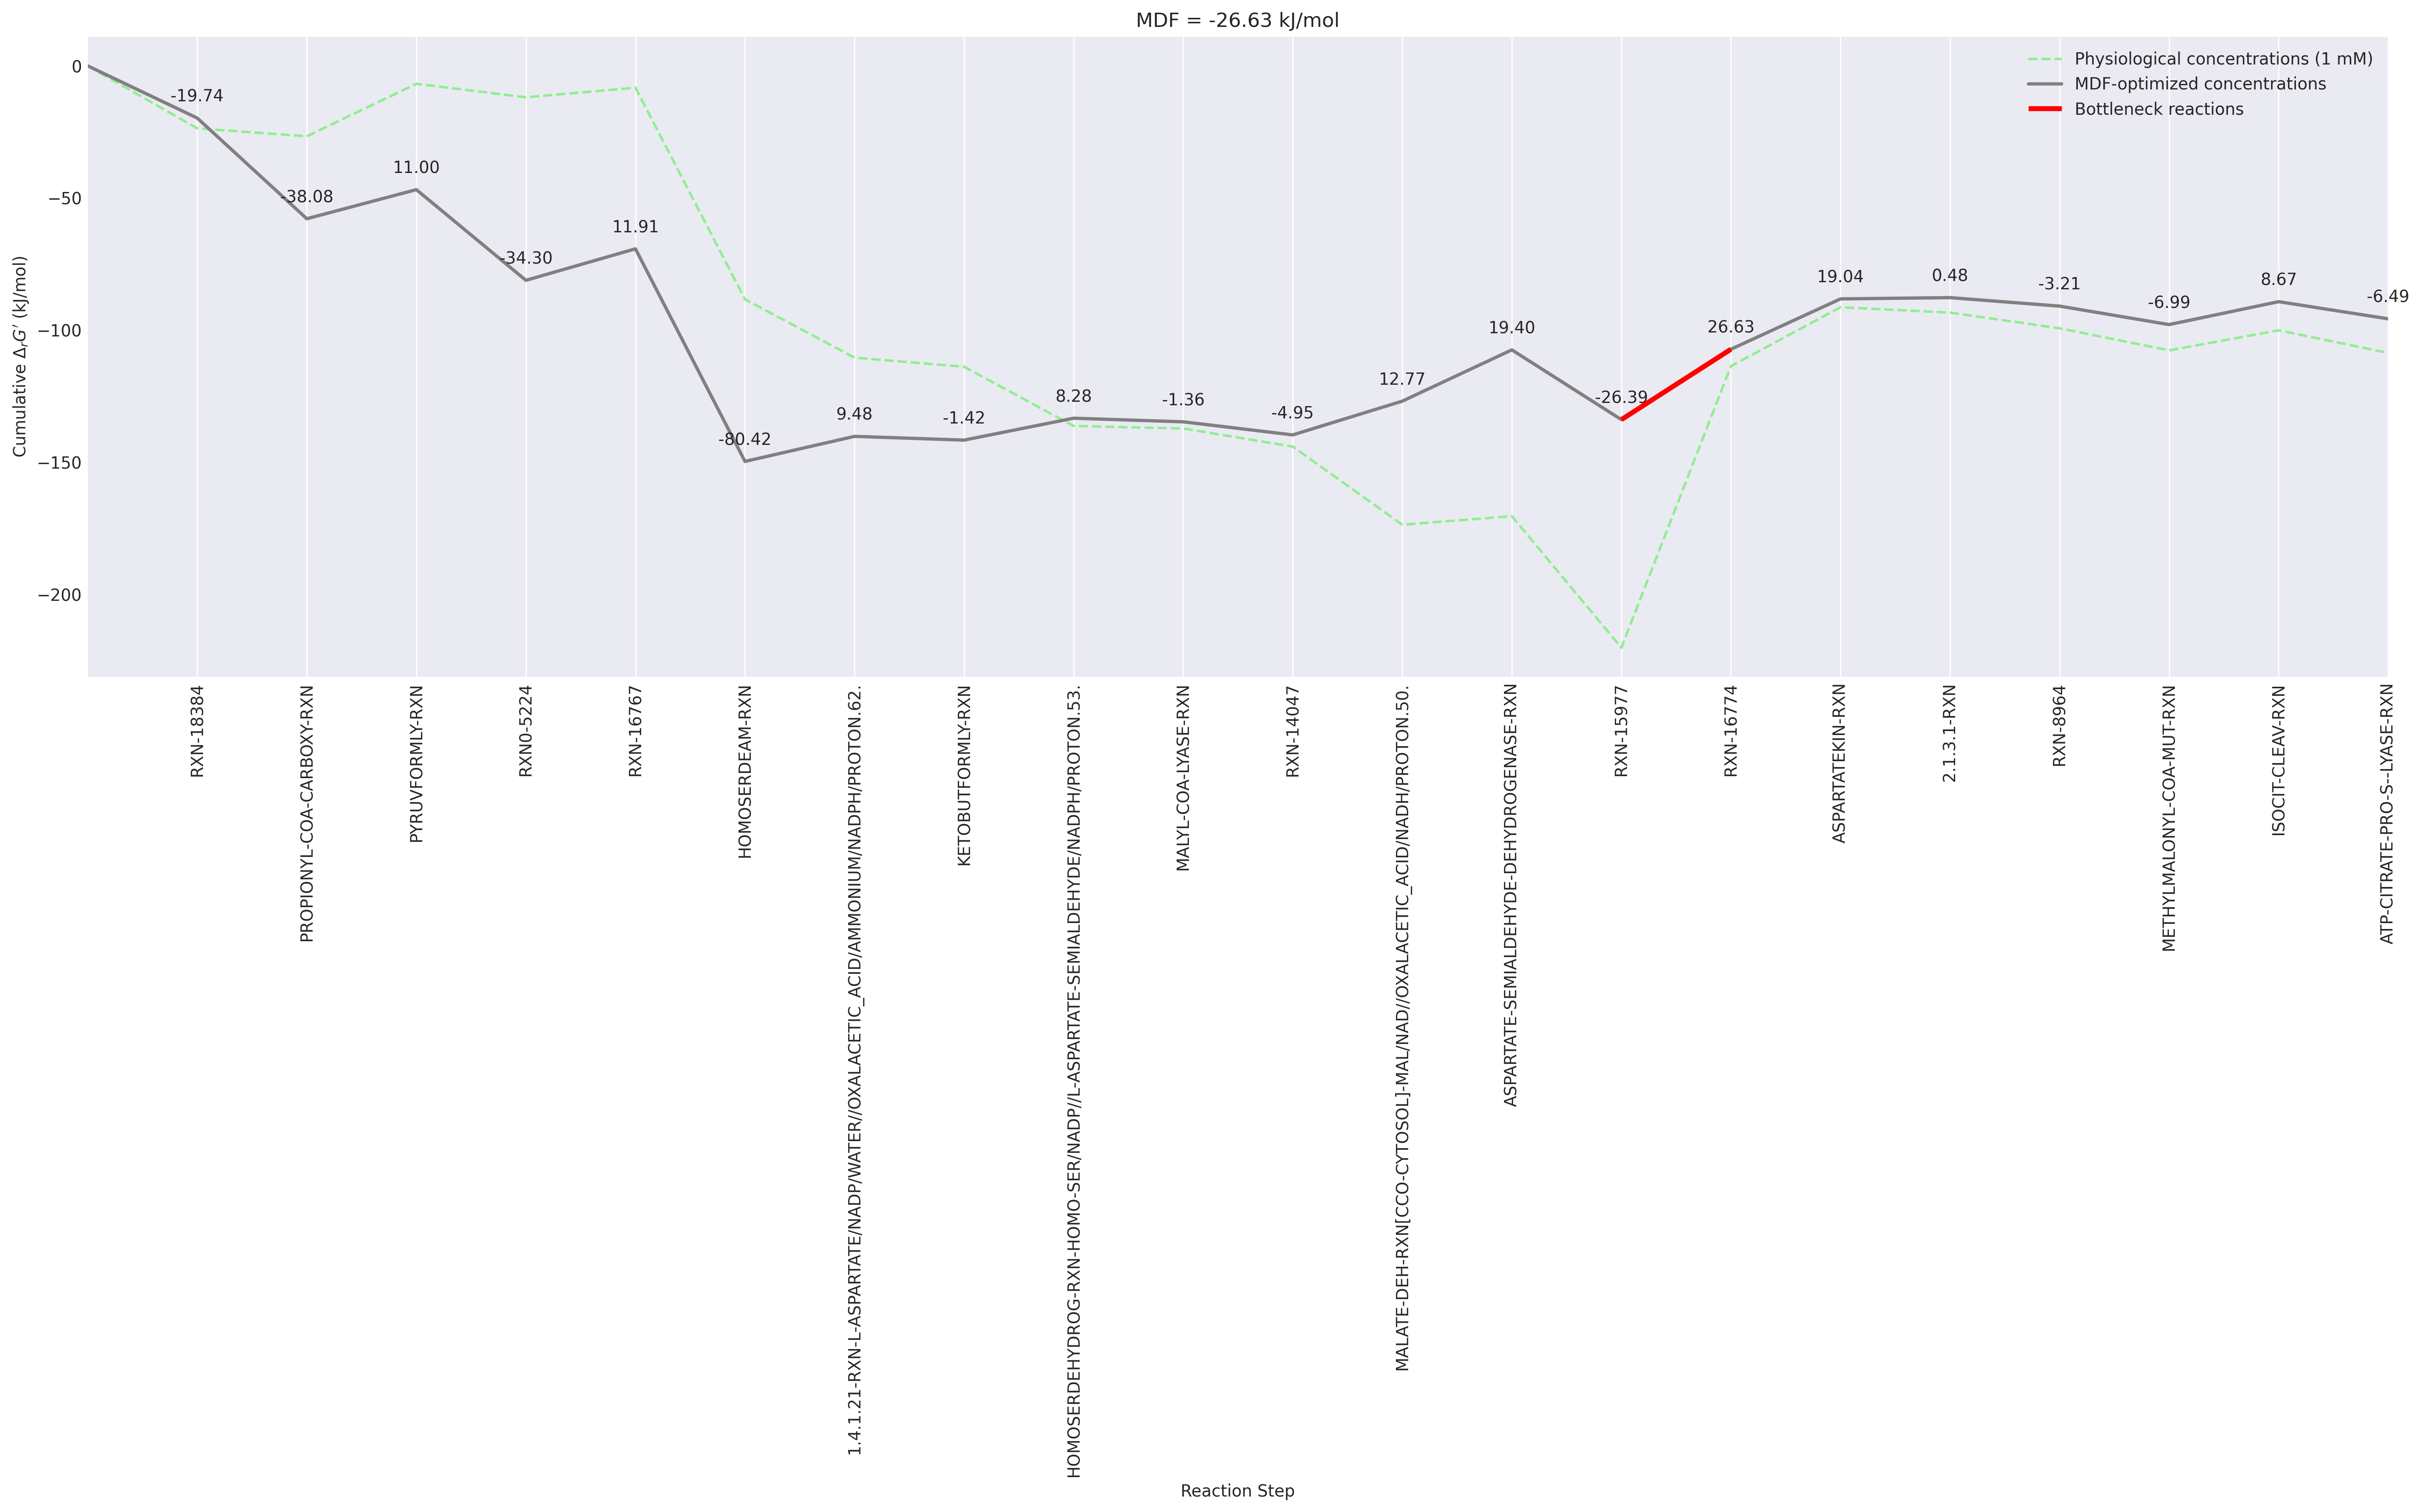 MDF = -26.63 kJ/mol
Physiological concentrations (1 mM)
MDF-optimized concentrations
Bottleneck reactions
Cumulative ΔrG′ (kJ/mol)
0
−50
−100
−150
−200
-19.74
-38.08
11.00
-34.30
11.91
-80.42
9.48
-1.42
8.28
-1.36
-4.95
12.77
19.40
-26.39
26.63
19.04
0.48
-3.21
-6.99
8.67
-6.49
RXN-18384
PROPIONYL-COA-CARBOXY-RXN
PYRUVFORMLY-RXN
RXN0-5224
RXN-16767
HOMOSERDEAM-RXN
1.4.1.21-RXN-L-ASPARTATE/NADP/WATER//OXALACETIC_ACID/AMMONIUM/NADPH/PROTON.62.
KETOBUTFORMLY-RXN
HOMOSERDEHYDROG-RXN-HOMO-SER/NADP//L-ASPARTATE-SEMIALDEHYDE/NADPH/PROTON.53.
MALYL-COA-LYASE-RXN
RXN-14047
MALATE-DEH-RXN[CCO-CYTOSOL]-MAL/NAD//OXALACETIC_ACID/NADH/PROTON.50.
ASPARTATE-SEMIALDEHYDE-DEHYDROGENASE-RXN
RXN-15977
RXN-16774
ASPARTATEKIN-RXN
2.1.3.1-RXN
RXN-8964
METHYLMALONYL-COA-MUT-RXN
ISOCIT-CLEAV-RXN
ATP-CITRATE-PRO-S--LYASE-RXN
Reaction Step